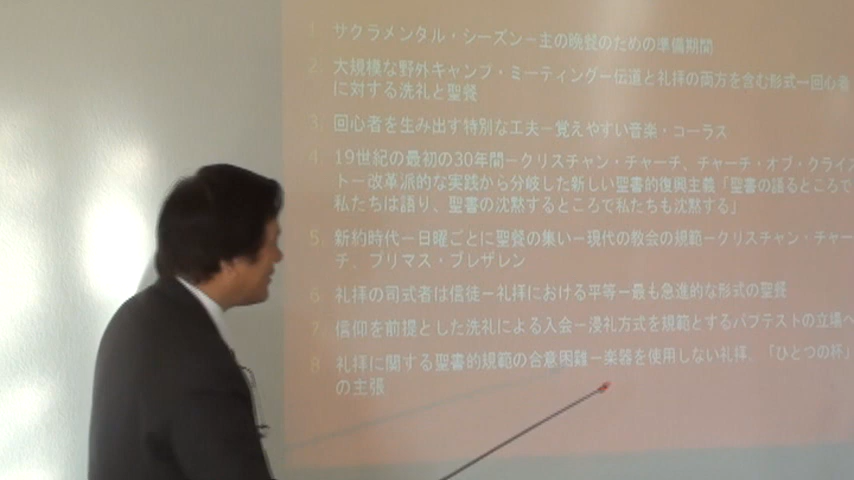 1. サクラメンタル・シーズン－主の晩餐のための準備期間
2. 大規模な野外キャンプ・ミーティング－伝道と礼拝の両方を含む形式－回心者
に対する洗礼と聖餐
3. 回心者を生み出す特別な工夫－覚えやすい音楽・コーラス
4. 19世紀の最初の30年間－クリスチャン・チャーチ、チャーチ・オブ・クライス
ト－改革派的な実践から分岐した新しい聖書的復興主義「聖書の語るところで
私たちは語り、聖書の沈黙するところで私たちも沈黙する」
5. 新約時代－日曜ごとに聖餐の集い－現代の教会の規範－クリスチャン・チャー
チ、プリマス・ブレザレン
6. 礼拝の司式者は信徒－礼拝における平等－最も急進的な形式の聖餐
7. 信仰を前提とした洗礼による入会－浸礼方式を規範とするバプテストの立場へ
8. 礼拝に関する聖書的規範の合意困難－楽器を使用しない礼拝、「ひとつの杯」
の主張